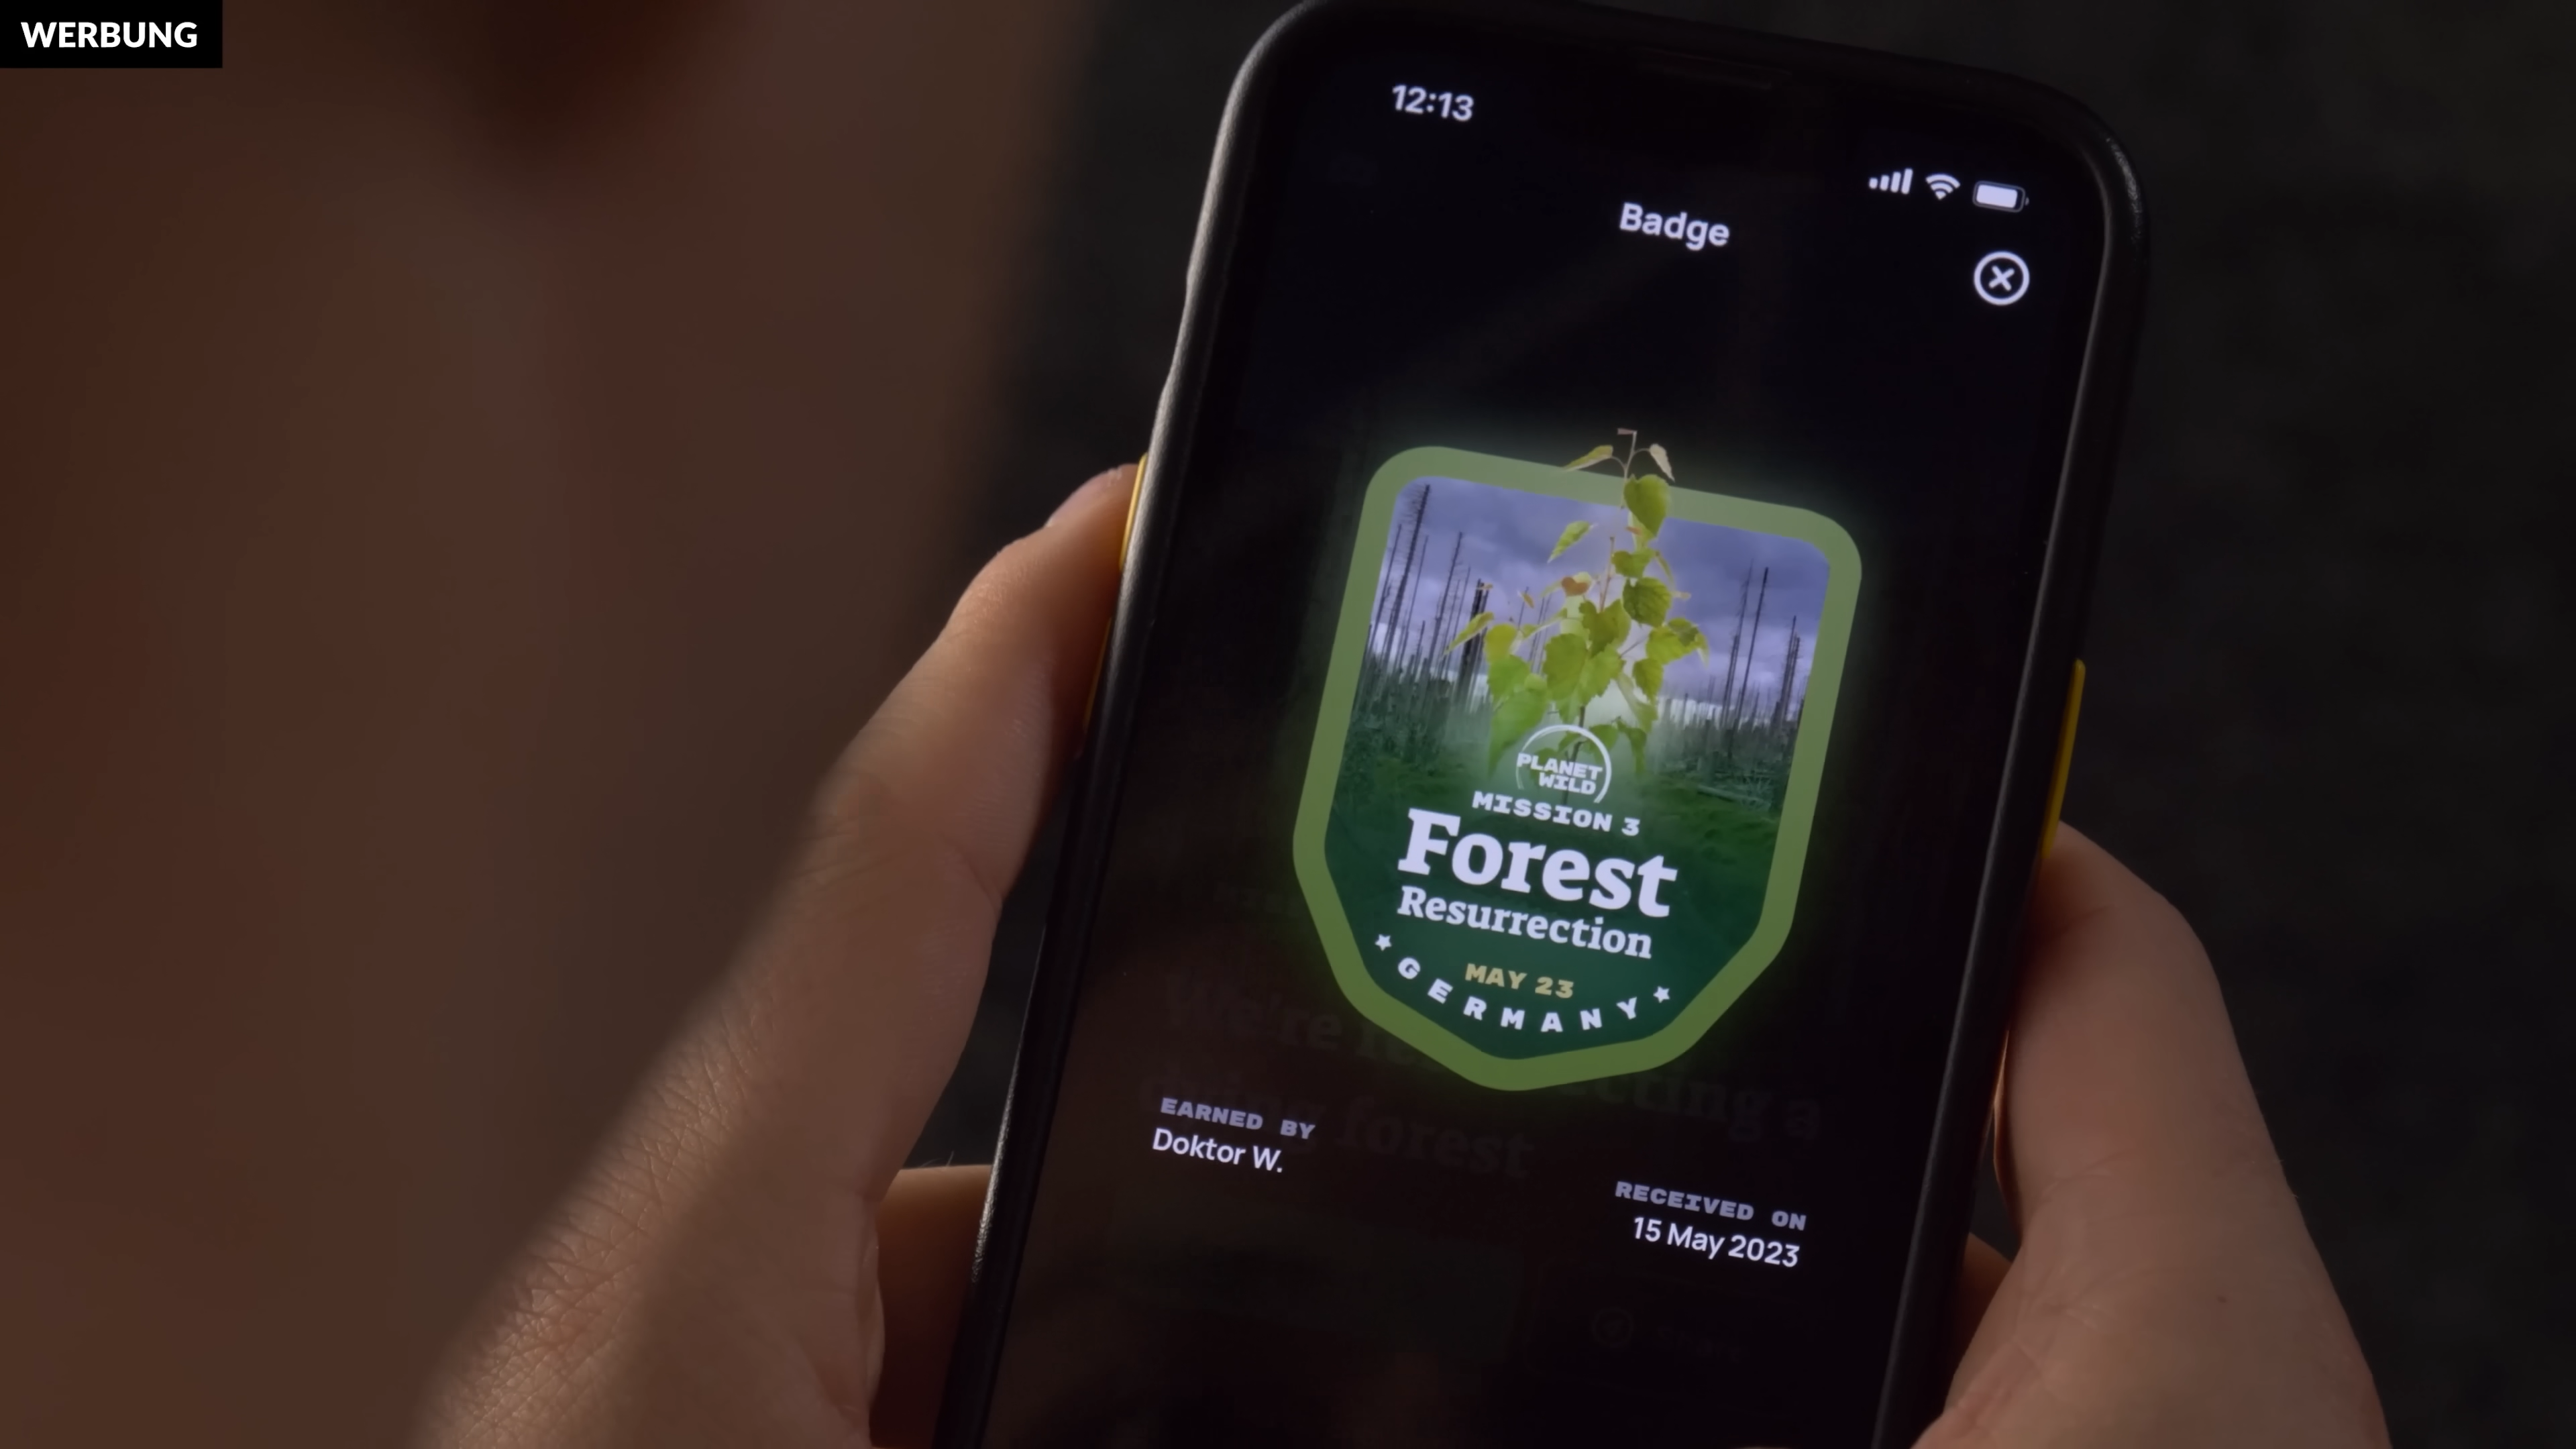 WERBUNG
12:13
Badge
PLANET
WILD
MISSION 3
Forest
Resurrection
MAY 23
GERMANY
EARNED BY
Doktor W.
RECEIVED ON
15 May 2023